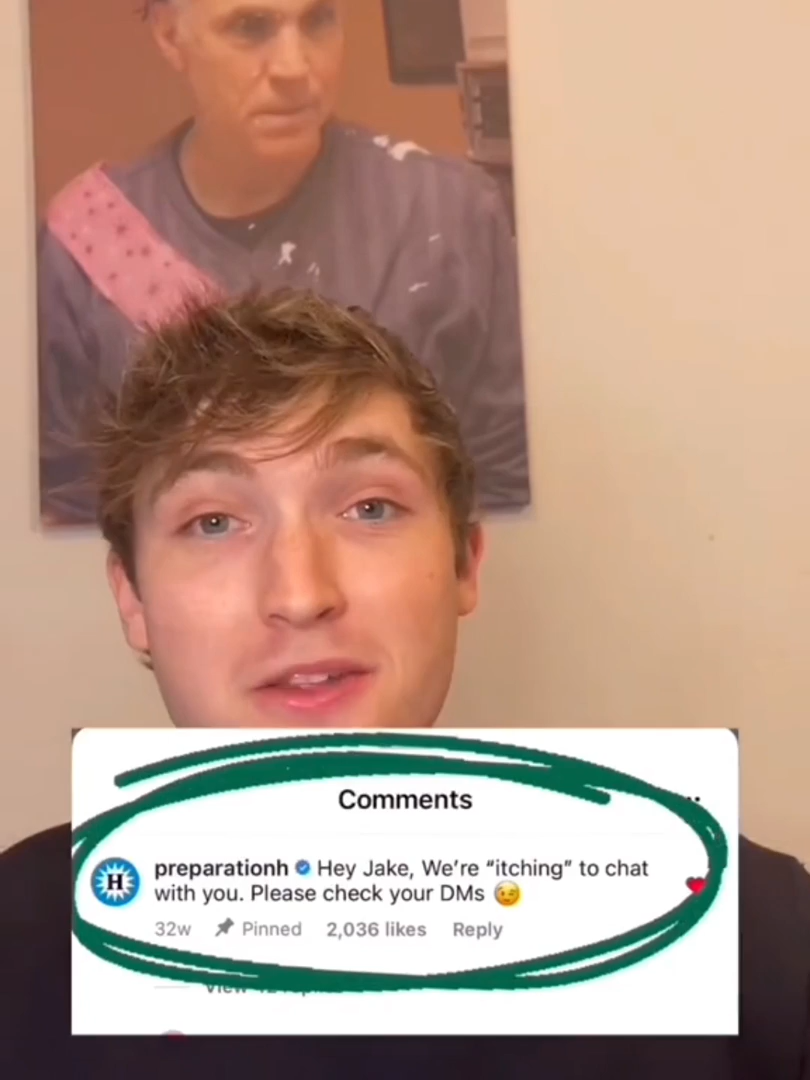 Comments
H
preparationh Hey Jake, We're “itching” to chat
with you. Please check your DMs 😉
32w Pinned 2,036 likes Reply
View